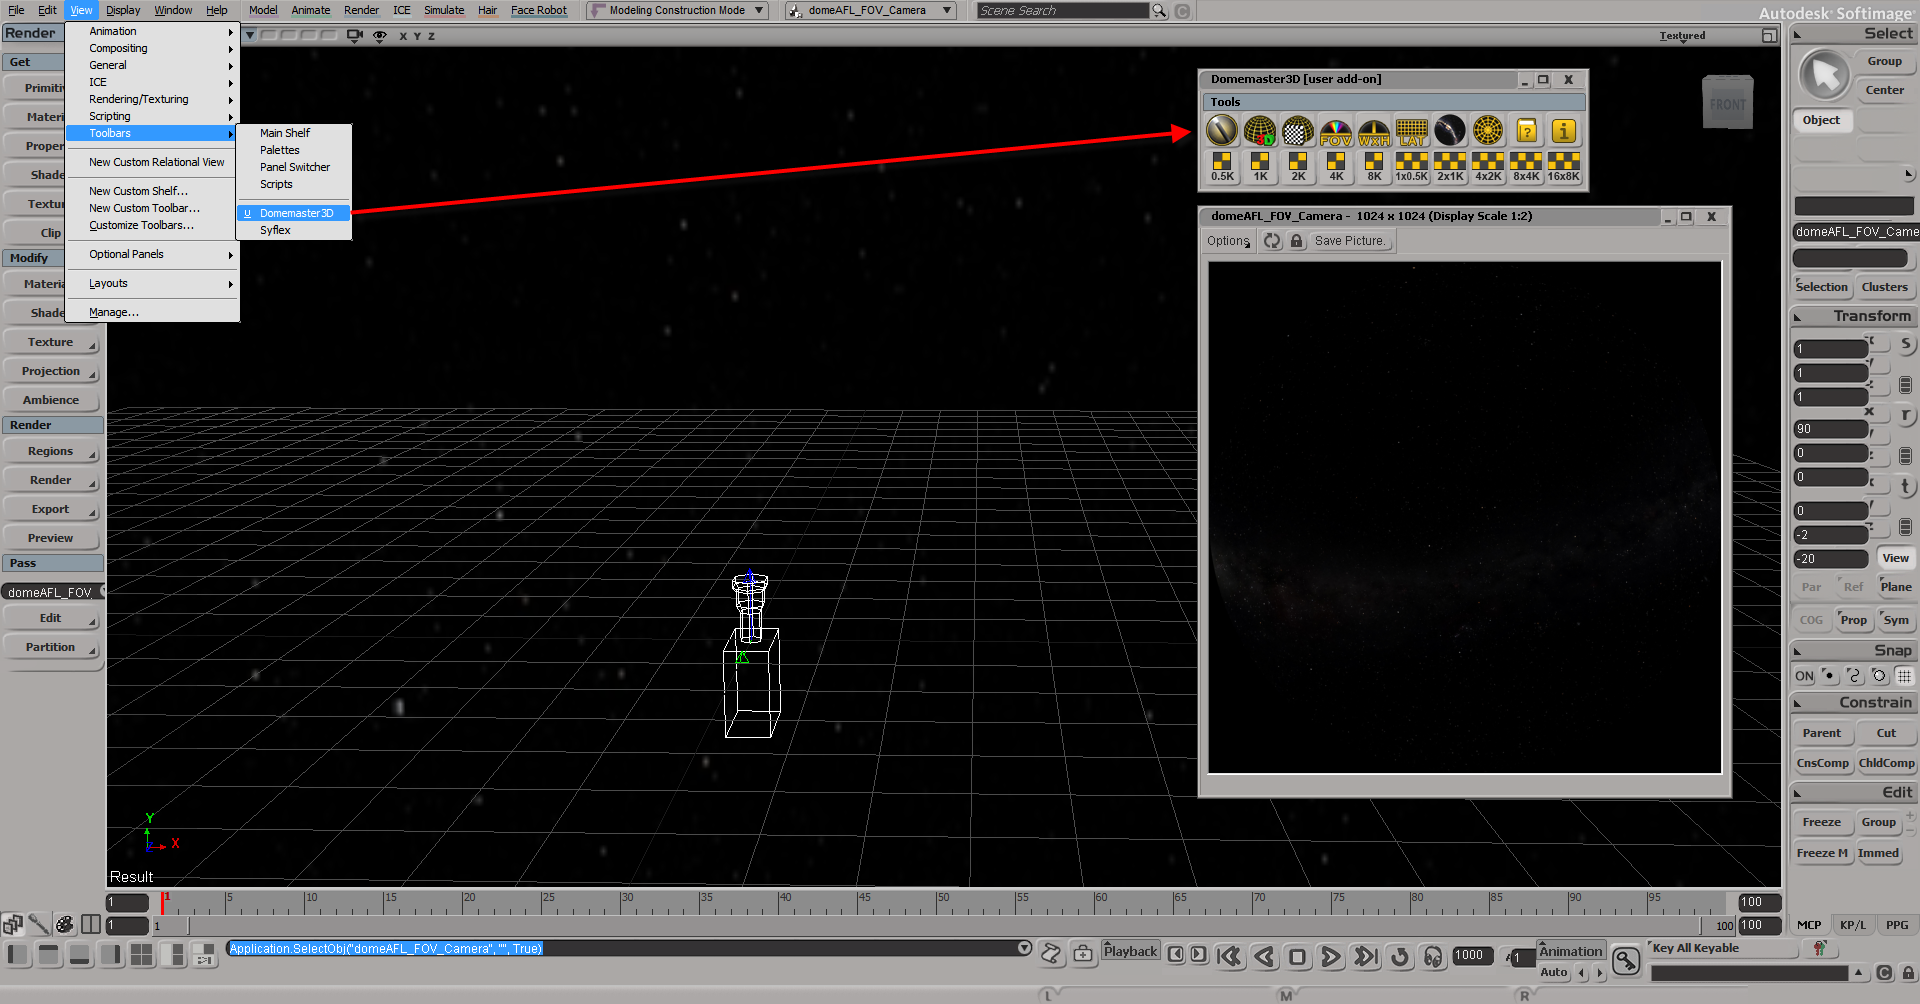 File Edit View Display Window Help Model Animate Render ICE Simulate Hair Face Robot Modeling Construction Mode domeAFL_FOV_Camera Scene Search Autodesk® Softimage®
Render
Get
Primiti
Materi
Proper
Shade
Textur
Clip
Modify
Materia
Shade
Texture
Projection
Ambience
Render
Regions
Render
Export
Preview
Pass
domeAFL_FOV
Edit
Partition
Animation
Compositing
General
ICE
Rendering/Texturing
Scripting
Toolbars
New Custom Relational View
New Custom Shelf...
New Custom Toolbar...
Customize Toolbars...
Optional Panels
Layouts
Manage...
Main Shelf
Palettes
Panel Switcher
Scripts
U Domemaster3D
Syflex
X Y Z
Textured
FRONT
Domemaster3D [user add-on]
Tools
3D FOV WXH LAT ? i
0.5K 1K 2K 4K 8K 1x0.5K 2x1K 4x2K 8x4K 16x8K
domeAFL_FOV_Camera - 1024 x 1024 (Display Scale 1:2)
Options Save Picture.
Y
X
Result
Select
Group
Center
Object
domeAFL_FOV_Came
Selection Clusters
Transform
1 x s
1
1
90 x r
0
0
0 x t
-2
-20 View
Par Ref Plane
COG Prop Sym
Snap
ON
Constrain
Parent Cut
CnsComp ChldComp
Edit
Freeze Group
Freeze M Immed
1 1 5 10 15 20 25 30 35 40 45 50 55 60 65 70 75 80 85 90 95 100
1 1 100 100
MCP KP/L PPG
Application.SelectObj("domeAFL_FOV_Camera","", True)
Playback
1000
1
Animation
Auto
Key All Keyable
L M R